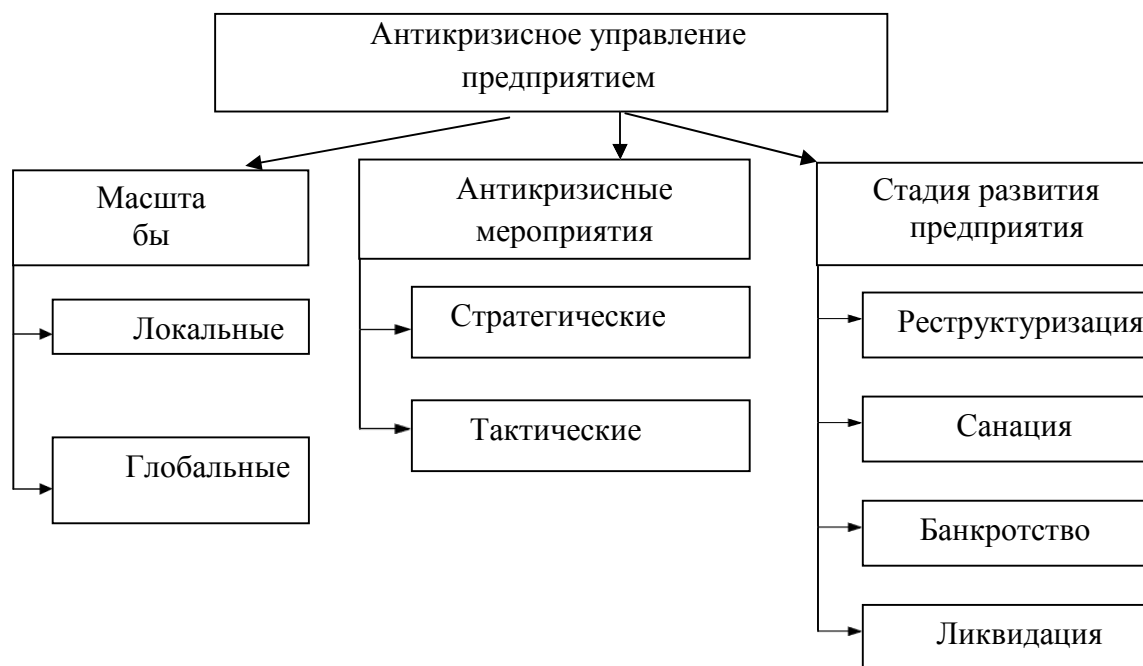 Антикризисное управление
предприятием
Масшта
бы
Локальные
Глобальные
Антикризисные
мероприятия
Стратегические
Тактические
Стадия развития
предприятия
Реструктуризация
Санация
Банкротство
Ликвидация